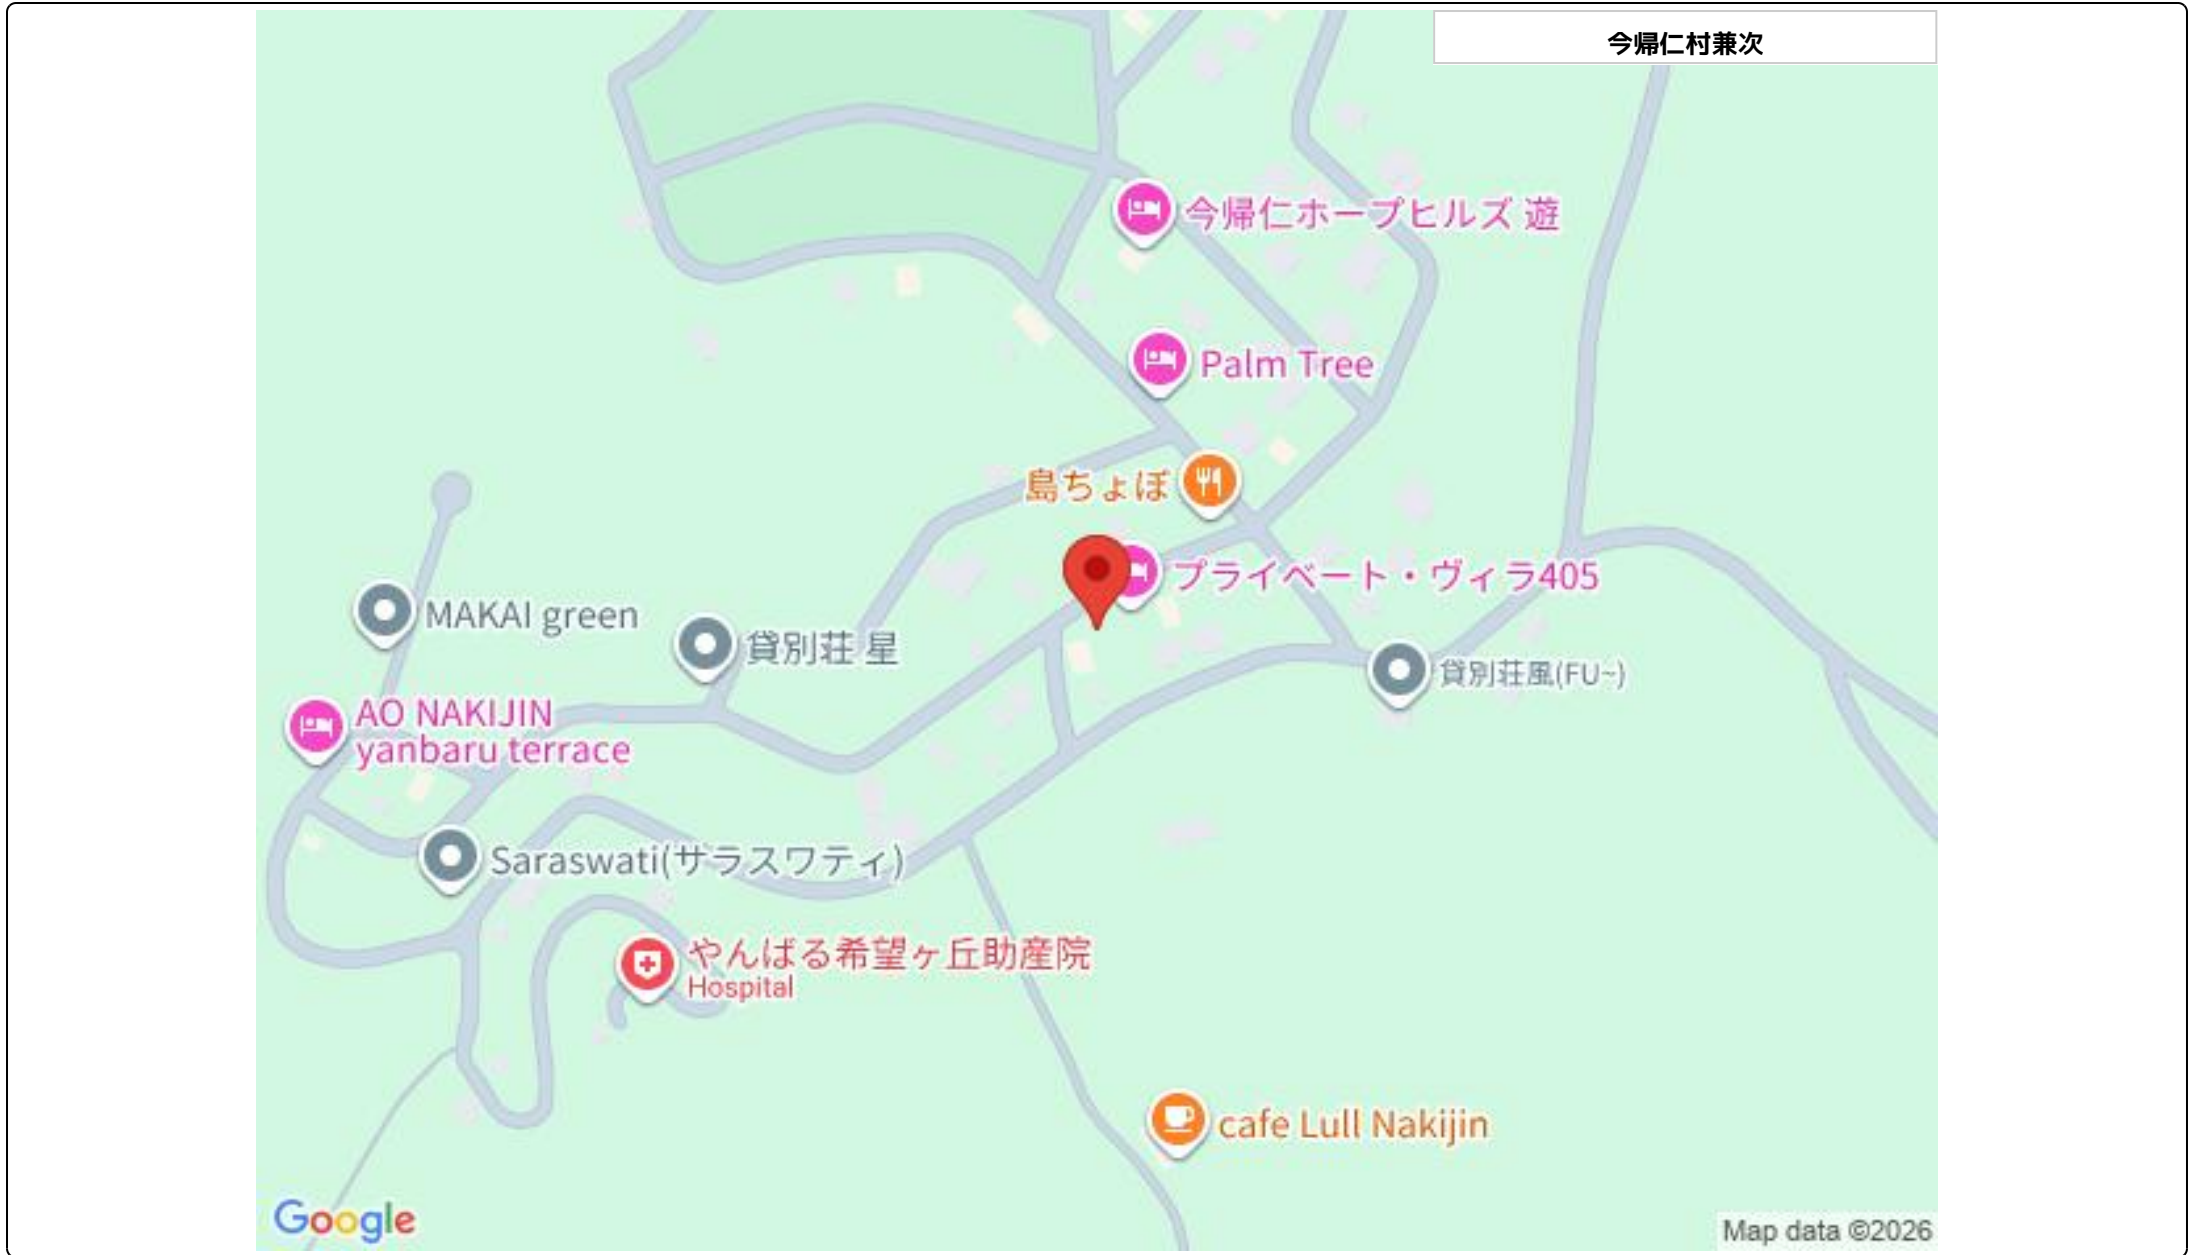 今帰仁村兼次
今帰仁ホープヒルズ 遊
Palm Tree
島ちょぼ
プライベート・ヴィラ405
MAKAI green
貸別荘 星
貸別荘風(FU~)
AO NAKIJIN
yanbaru terrace
Saraswati(サラスワティ)
やんばる希望ヶ丘助産院
Hospital
cafe Lull Nakijin
Google
Map data ©2026